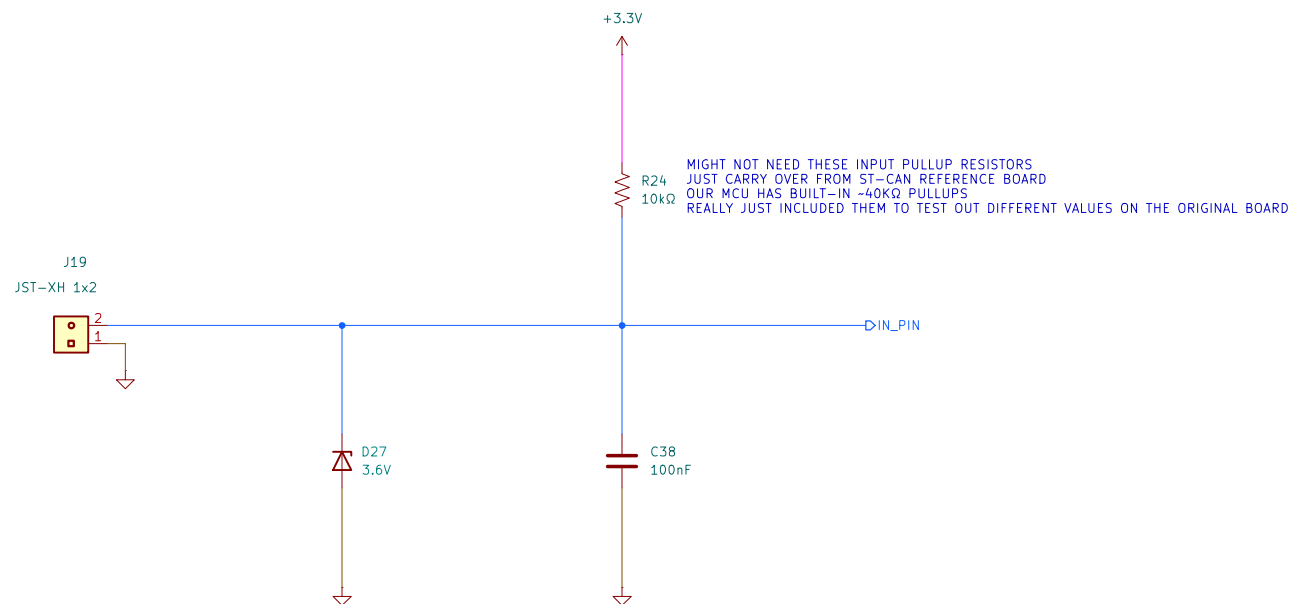 +3.3V
R24
10kΩ
MIGHT NOT NEED THESE INPUT PULLUP RESISTORS
JUST CARRY OVER FROM ST-CAN REFERENCE BOARD
OUR MCU HAS BUILT-IN ~40KΩ PULLUPS
REALLY JUST INCLUDED THEM TO TEST OUT DIFFERENT VALUES ON THE ORIGINAL BOARD
J19
JST-XH 1x2
2
1
IN_PIN
D27
3.6V
C38
100nF